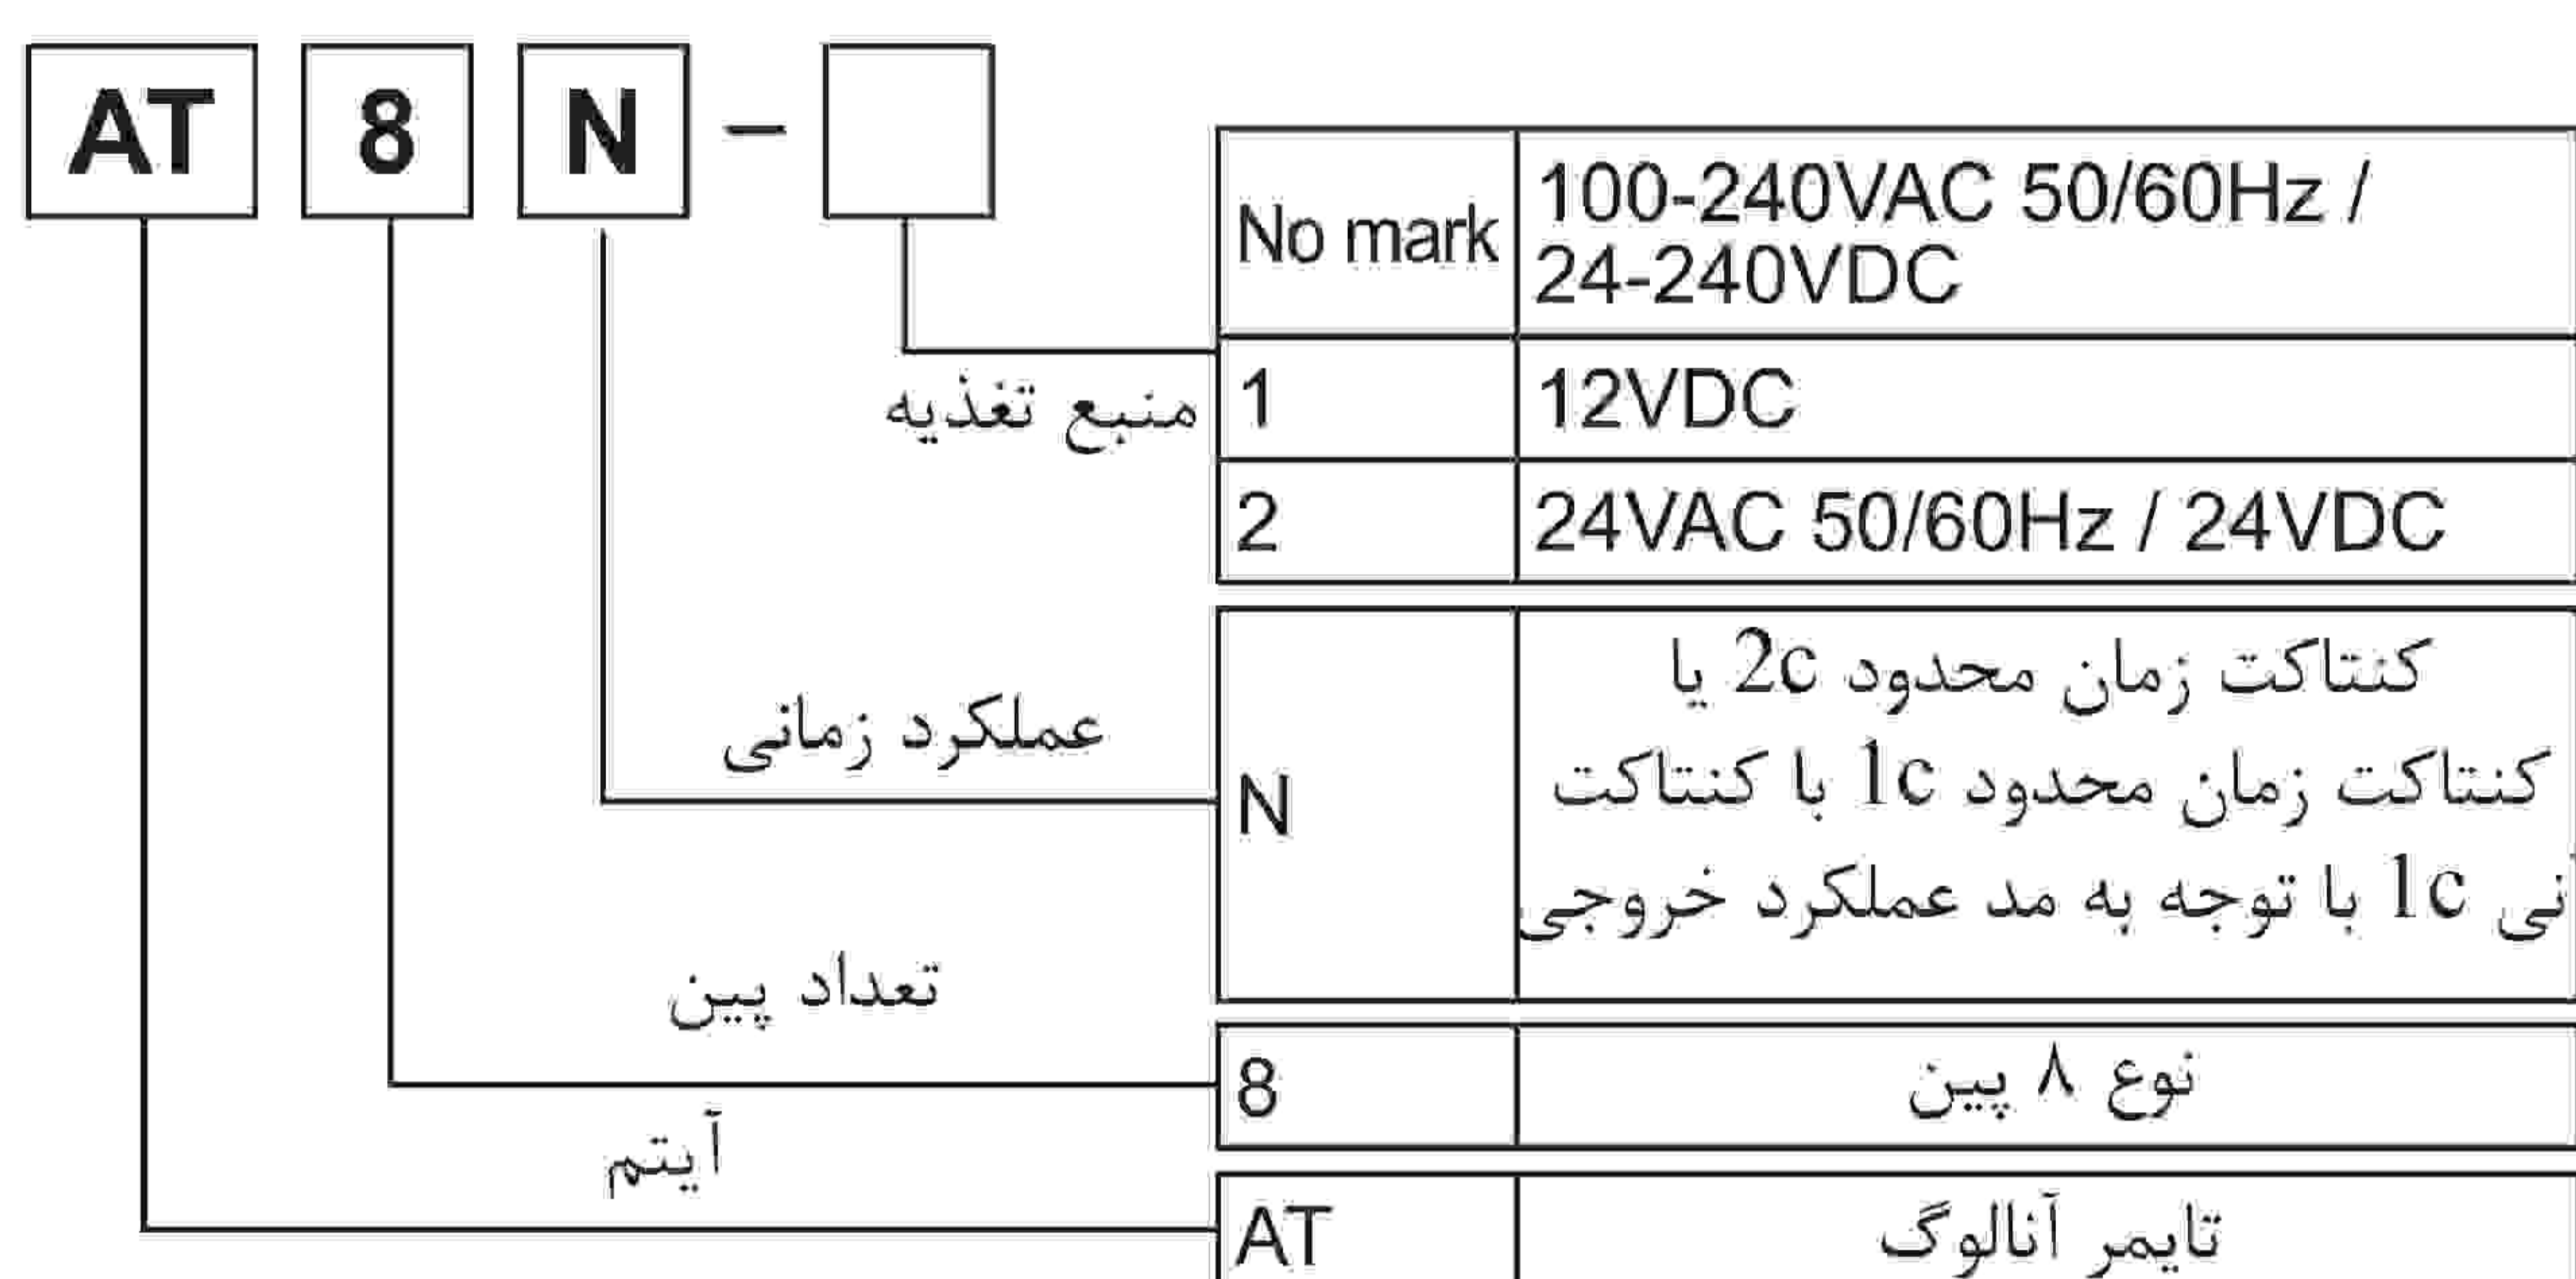 AT 8 N –
No mark 100-240VAC 50/60Hz /
24-240VDC
منبع تغذیه
1 12VDC
2 24VAC 50/60Hz / 24VDC
عملکرد زمانی
N
کنتاکت زمان محدود 2c یا
کنتاکت زمان محدود 1c با کنتاکت
نی 1c با توجه به مد عملکرد خروجی
تعداد پین
8 نوع ۸ پین
آیتم
AT تایمر آنالوگ